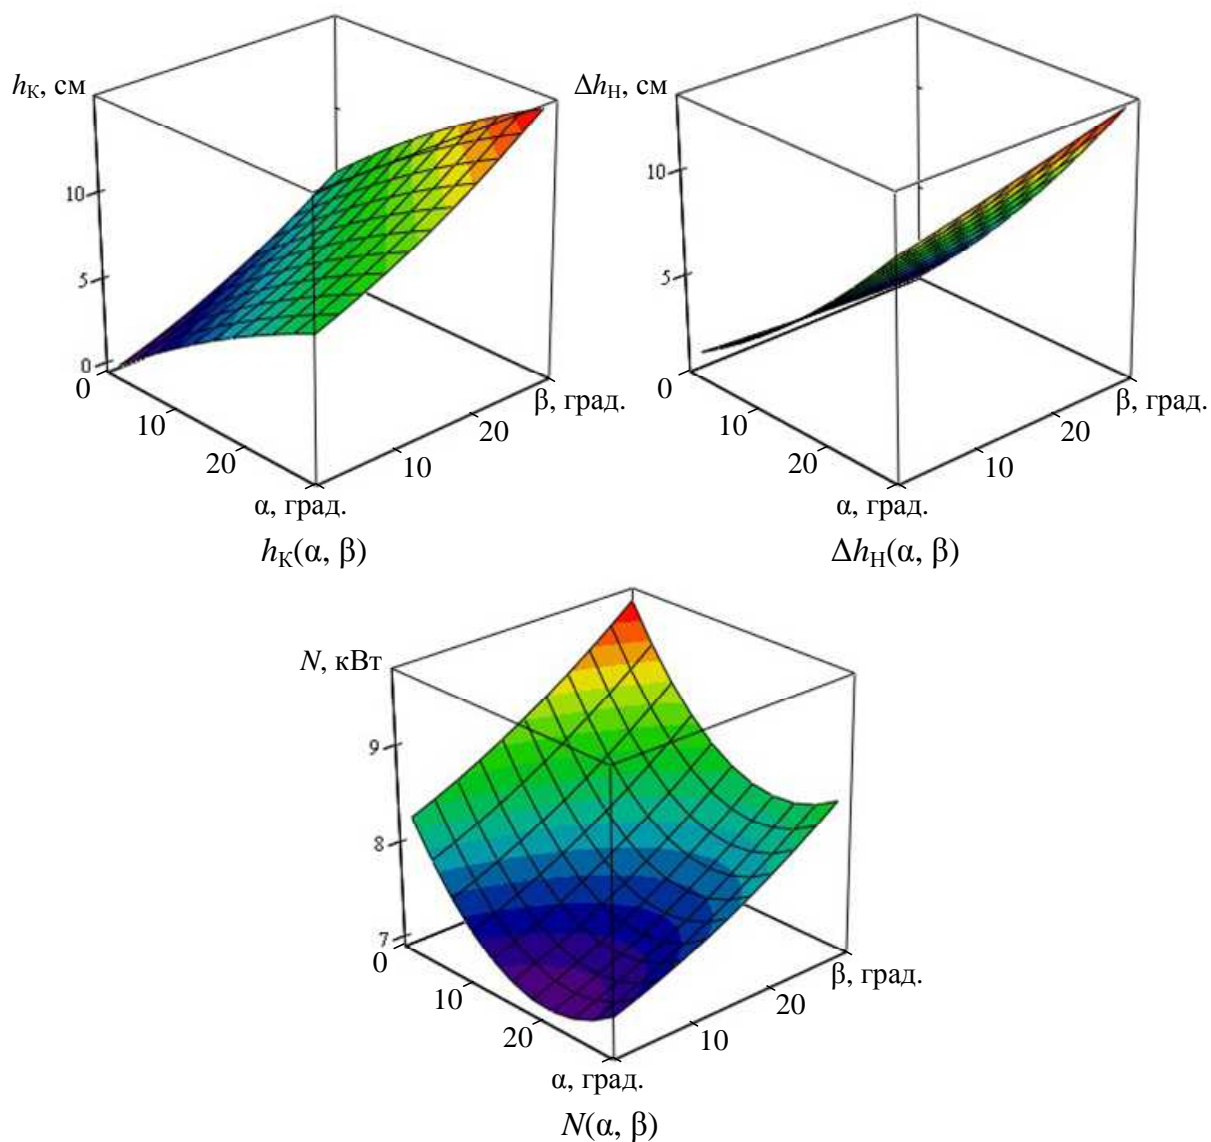 h_К, см
10
5
0
0
10
20
α, град.
10
20
β, град.
h_К(α, β)
Δh_Н, см
10
5
0
10
20
α, град.
10
20
β, град.
Δh_Н(α, β)
N, кВт
9
8
7
0
10
20
α, град.
10
20
β, град.
N(α, β)